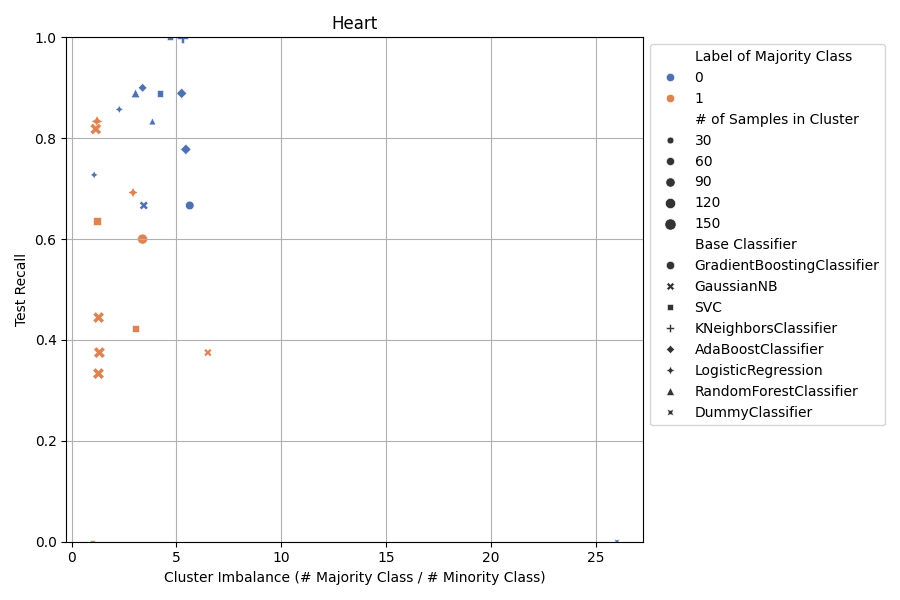 Heart
1.0
0.8
0.6
0.4
0.2
0.0
Test Recall
0 5 10 15 20 25
Cluster Imbalance (# Majority Class / # Minority Class)
Label of Majority Class
0
1
# of Samples in Cluster
30
60
90
120
150
Base Classifier
GradientBoostingClassifier
GaussianNB
SVC
KNeighborsClassifier
AdaBoostClassifier
LogisticRegression
RandomForestClassifier
DummyClassifier